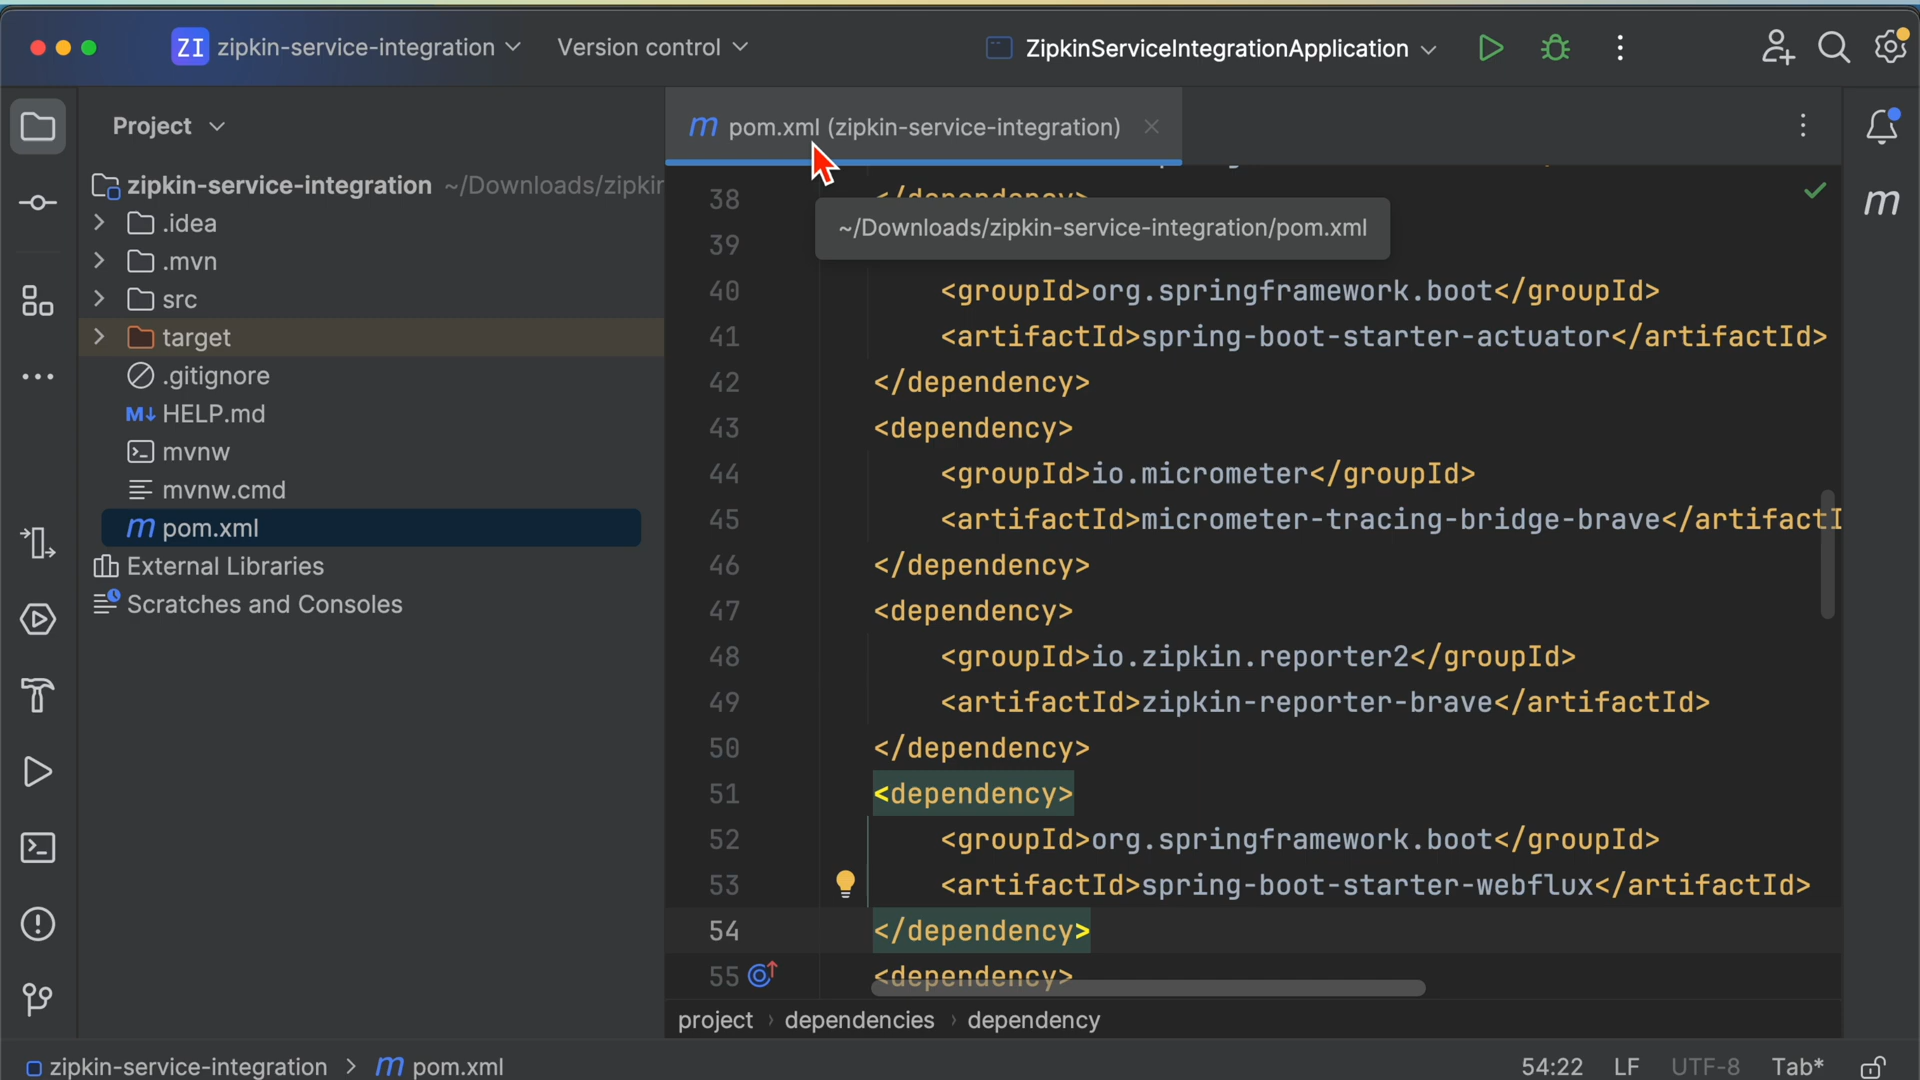 ZI zipkin-service-integration
Version control
ZipkinServiceIntegrationApplication
Project
m pom.xml (zipkin-service-integration)
zipkin-service-integration ~/Downloads/zipkin
.idea
.mvn
src
target
.gitignore
M↓ HELP.md
mvnw
mvnw.cmd
m pom.xml
External Libraries
Scratches and Consoles
38 </dependency>
~/Downloads/zipkin-service-integration/pom.xml
39
40 <groupId>org.springframework.boot</groupId>
41 <artifactId>spring-boot-starter-actuator</artifactId>
42 </dependency>
43 <dependency>
44 <groupId>io.micrometer</groupId>
45 <artifactId>micrometer-tracing-bridge-brave</artifactI
46 </dependency>
47 <dependency>
48 <groupId>io.zipkin.reporter2</groupId>
49 <artifactId>zipkin-reporter-brave</artifactId>
50 </dependency>
51 <dependency>
52 <groupId>org.springframework.boot</groupId>
53 <artifactId>spring-boot-starter-webflux</artifactId>
54 </dependency>
55 <dependency>
m
project › dependencies › dependency
zipkin-service-integration > m pom.xml
54:22 LF UTF-8 Tab*